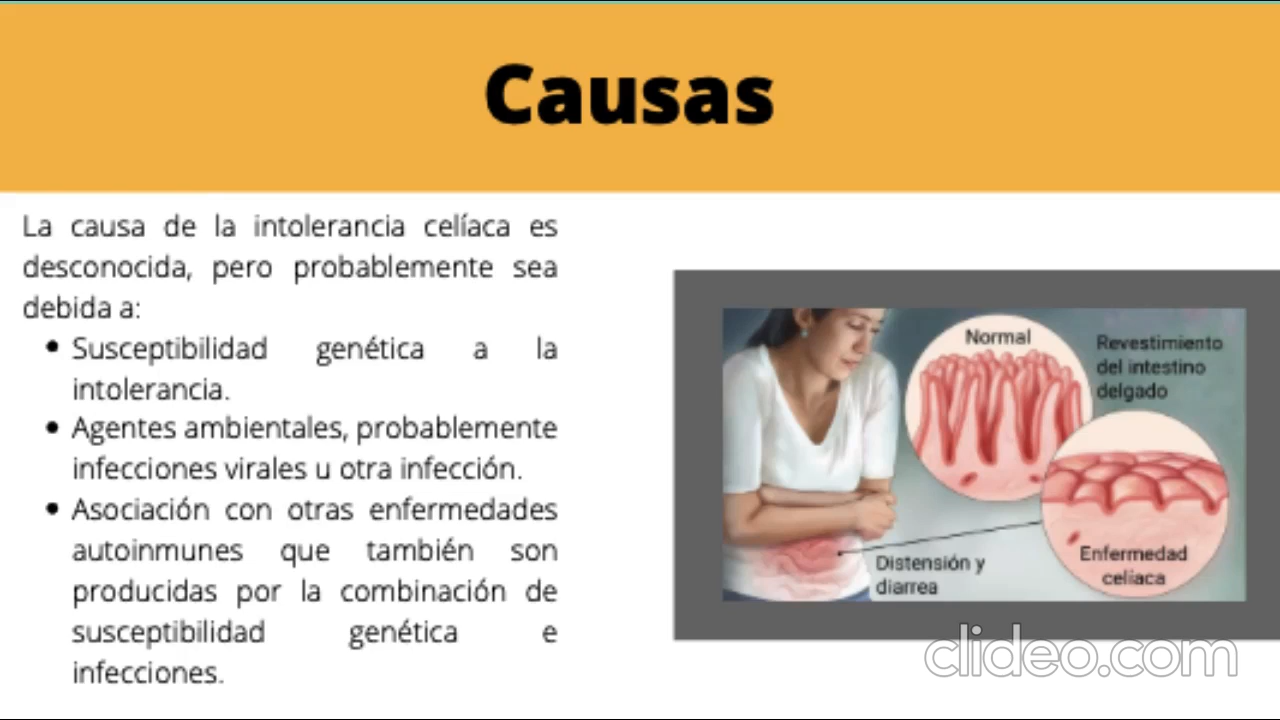 Causas
La causa de la intolerancia celíaca es
desconocida, pero probablemente sea
debida a:
• Susceptibilidad genética a la
intolerancia.
• Agentes ambientales, probablemente
infecciones virales u otra infección.
• Asociación con otras enfermedades
autoinmunes que también son
producidas por la combinación de
susceptibilidad genética e
infecciones.
Normal
Revestimiento
del intestino
delgado
Distensión y
diarrea
Enfermedad
celiaca
clideo.com